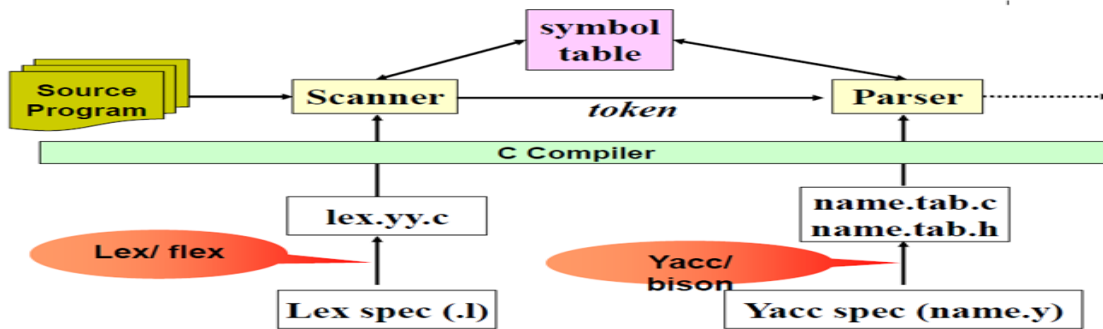 symbol
table
Source
Program
Scanner
token
Parser
C Compiler
lex.yy.c
name.tab.c
name.tab.h
Lex/ flex
Yacc/
bison
Lex spec (.l)
Yacc spec (name.y)